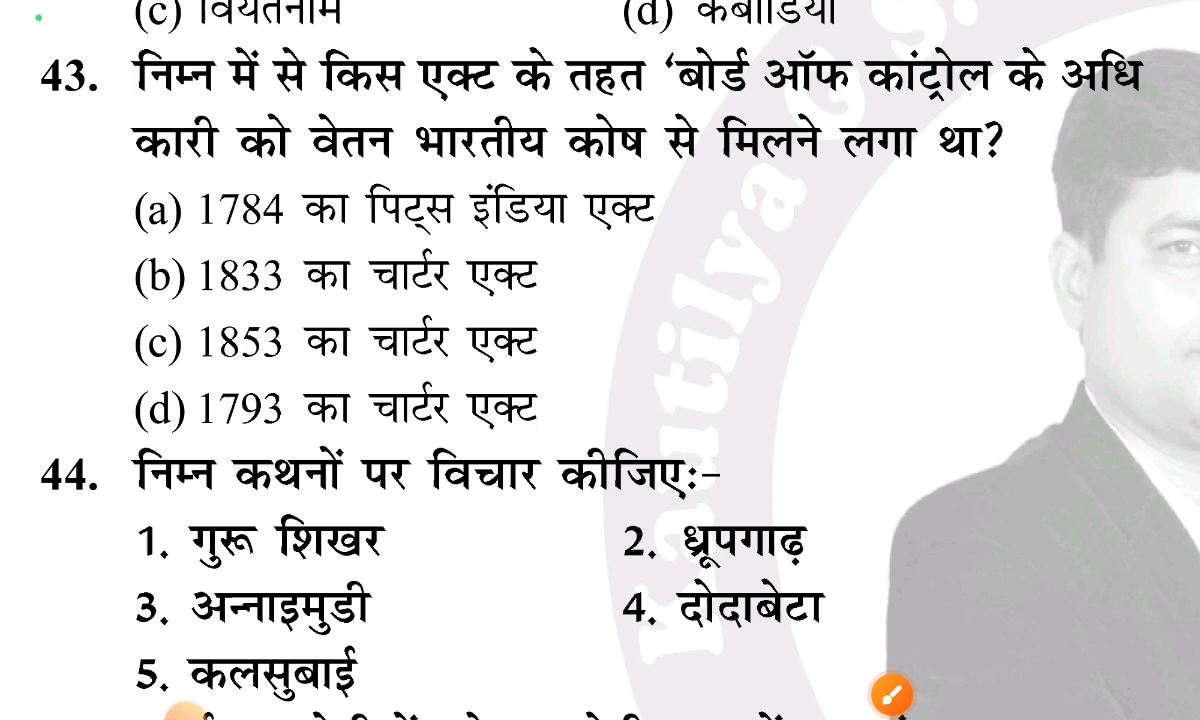 (c) वियतनाम (d) कंबोडिया
43. निम्न में से किस एक्ट के तहत ‘बोर्ड ऑफ कांट्रोल के अधि
कारी को वेतन भारतीय कोष से मिलने लगा था?
(a) 1784 का पिट्स इंडिया एक्ट
(b) 1833 का चार्टर एक्ट
(c) 1853 का चार्टर एक्ट
(d) 1793 का चार्टर एक्ट
44. निम्न कथनों पर विचार कीजिएः-
1. गुरू शिखर 2. ध्रूपगाढ़
3. अन्नाइमुडी 4. दोदाबेटा
5. कलसुबाई
Kautilya G S